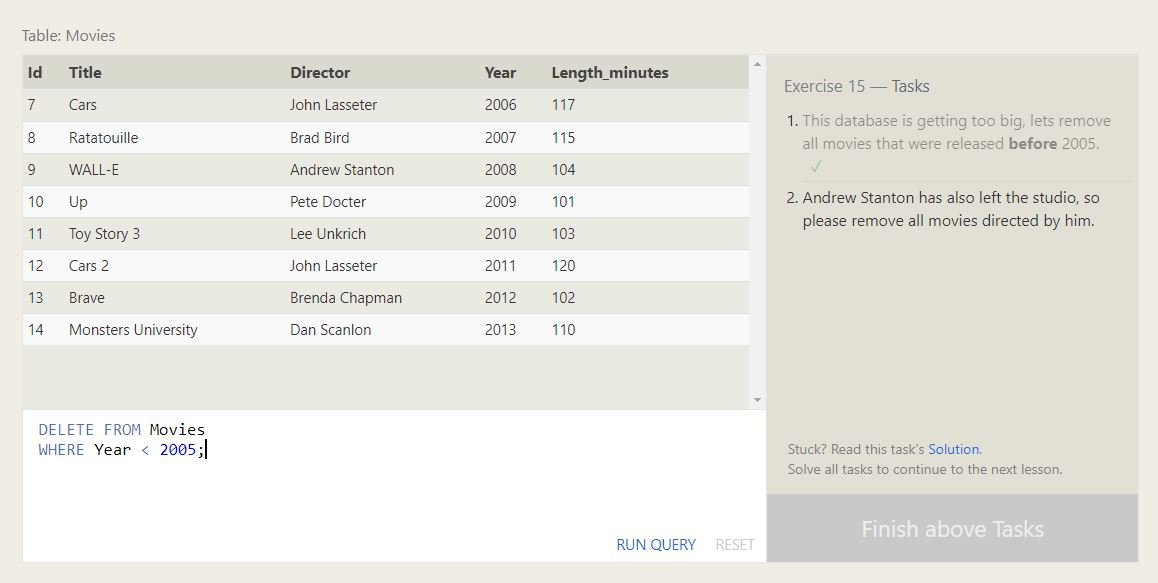 Table: Movies
Id Title Director Year Length_minutes
7 Cars John Lasseter 2006 117
8 Ratatouille Brad Bird 2007 115
9 WALL-E Andrew Stanton 2008 104
10 Up Pete Docter 2009 101
11 Toy Story 3 Lee Unkrich 2010 103
12 Cars 2 John Lasseter 2011 120
13 Brave Brenda Chapman 2012 102
14 Monsters University Dan Scanlon 2013 110
DELETE FROM Movies
WHERE Year < 2005;
RUN QUERY RESET
Exercise 15 — Tasks
1. This database is getting too big, lets remove
all movies that were released before 2005.
✓
2. Andrew Stanton has also left the studio, so
please remove all movies directed by him.
Stuck? Read this task's Solution.
Solve all tasks to continue to the next lesson.
Finish above Tasks